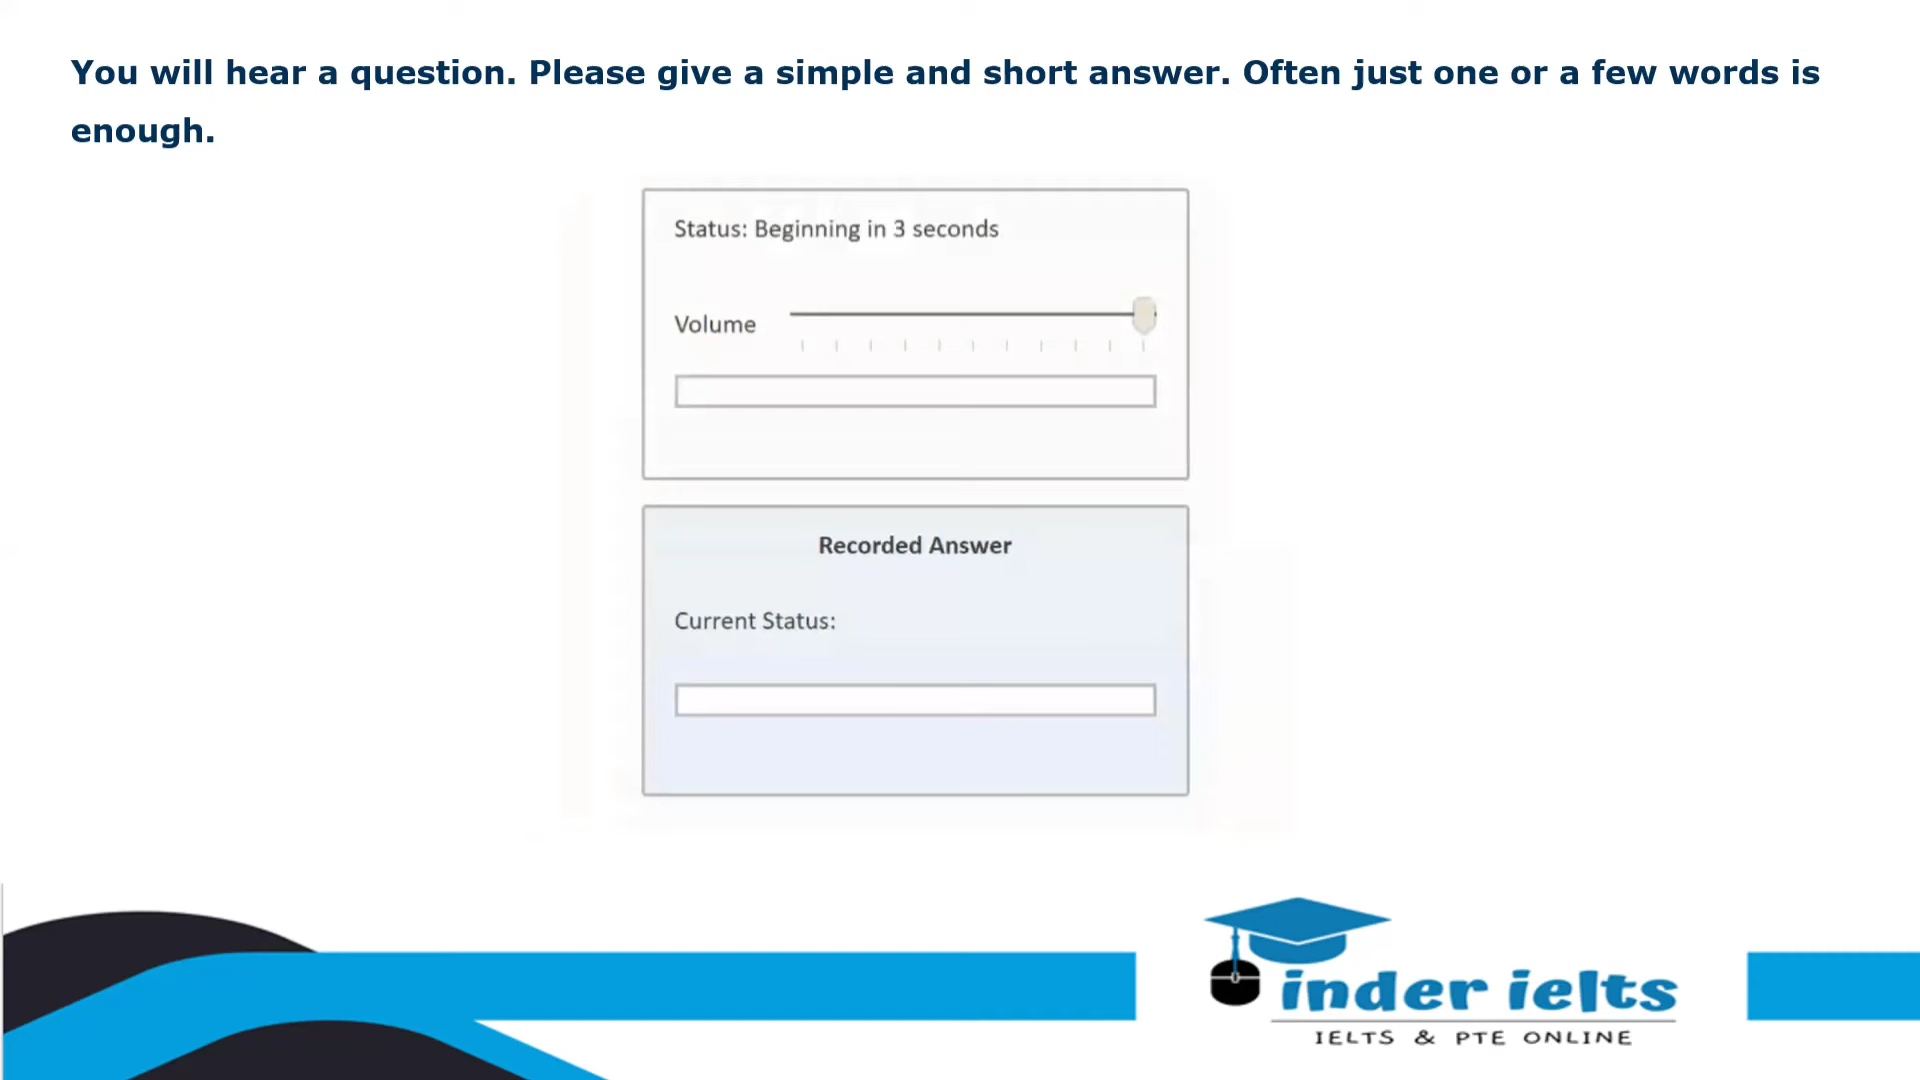 You will hear a question. Please give a simple and short answer. Often just one or a few words is
enough.
Status: Beginning in 3 seconds
Volume
Recorded Answer
Current Status:
inder ielts
IELTS & PTE ONLINE